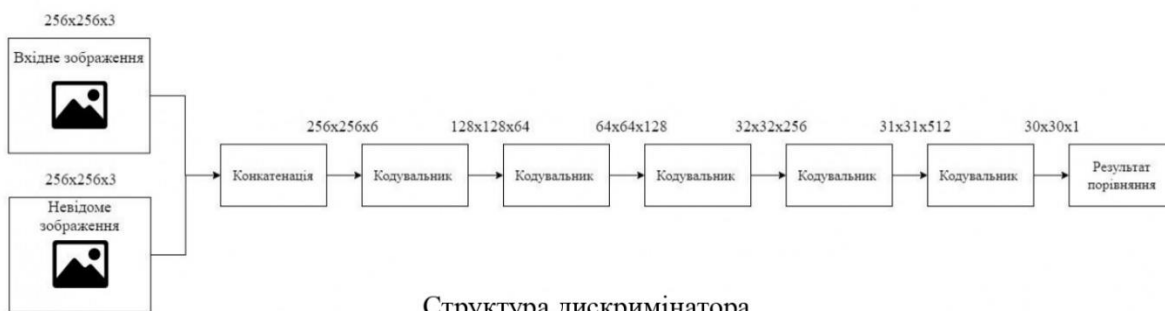 256x256x3
Вхідне зображення
256x256x3
Невідоме
зображення
Конкатенація
256x256x6
Кодувальник
128x128x64
Кодувальник
64x64x128
Кодувальник
32x32x256
Кодувальник
31x31x512
Кодувальник
30x30x1
Результат
порівняння
Структура дискримінатора